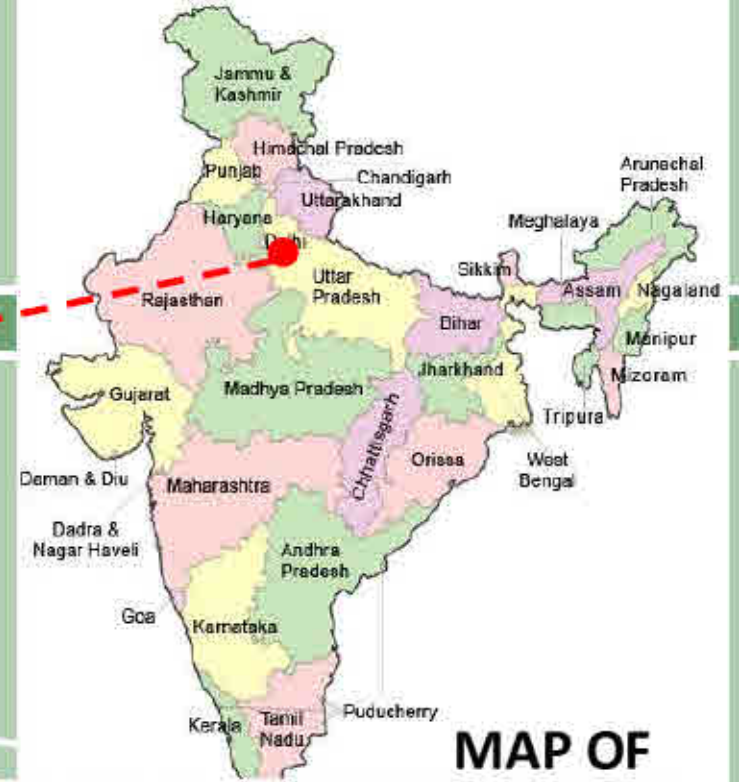 Jammu &
Kashmir
Himachal Pradesh
Punjab
Chandigarh
Uttarakhand
Haryana
Delhi
Arunachal
Pradesh
Meghalaya
Sikkim
Uttar
Pradesh
Rajasthan
Assam
Nagaland
Bihar
Manipur
Jharkhand
Mizoram
Gujarat
Madhya Pradesh
Tripura
Chhattisgarh
Orissa
West
Bengal
Daman & Diu
Maharashtra
Dadra &
Nagar Haveli
Andhra
Pradesh
Goa
Karnataka
Puducherry
Kerala
Tamil
Nadu
MAP OF